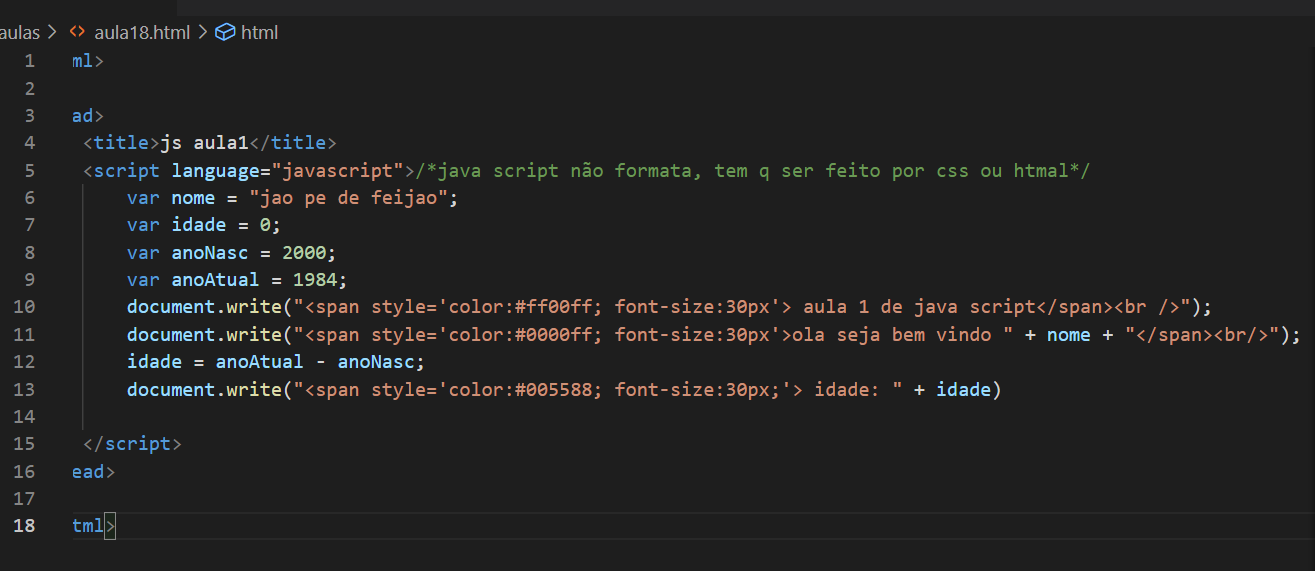 aulas > <> aula18.html > html
1 ml>
2
3 ad>
4 <title>js aula1</title>
5 <script language="javascript">/*java script não formata, tem q ser feito por css ou htmal*/
6 var nome = "jao pe de feijao";
7 var idade = 0;
8 var anoNasc = 2000;
9 var anoAtual = 1984;
10 document.write("<span style='color:#ff00ff; font-size:30px'> aula 1 de java script</span><br />");
11 document.write("<span style='color:#0000ff; font-size:30px'>ola seja bem vindo " + nome + "</span><br/>");
12 idade = anoAtual - anoNasc;
13 document.write("<span style='color:#005588; font-size:30px;'> idade: " + idade)
14
15 </script>
16 ead>
17
18 tml>